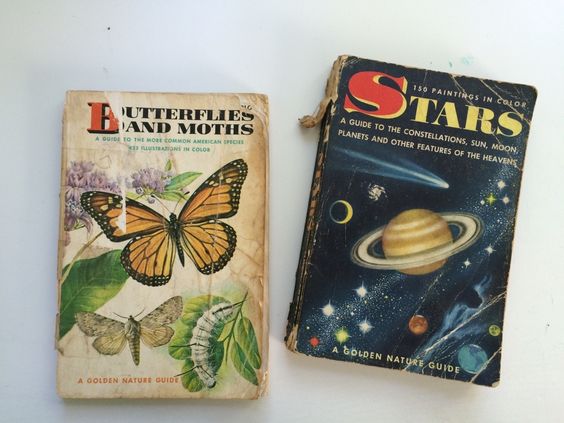 BUTTERFLIES
AND MOTHS
A GUIDE TO THE MORE COMMON AMERICAN SPECIES
423 ILLUSTRATIONS IN COLOR
A GOLDEN NATURE GUIDE
150 PAINTINGS IN COLOR
STARS
A GUIDE TO THE CONSTELLATIONS, SUN, MOON,
PLANETS AND OTHER FEATURES OF THE HEAVENS
A GOLDEN NATURE GUIDE